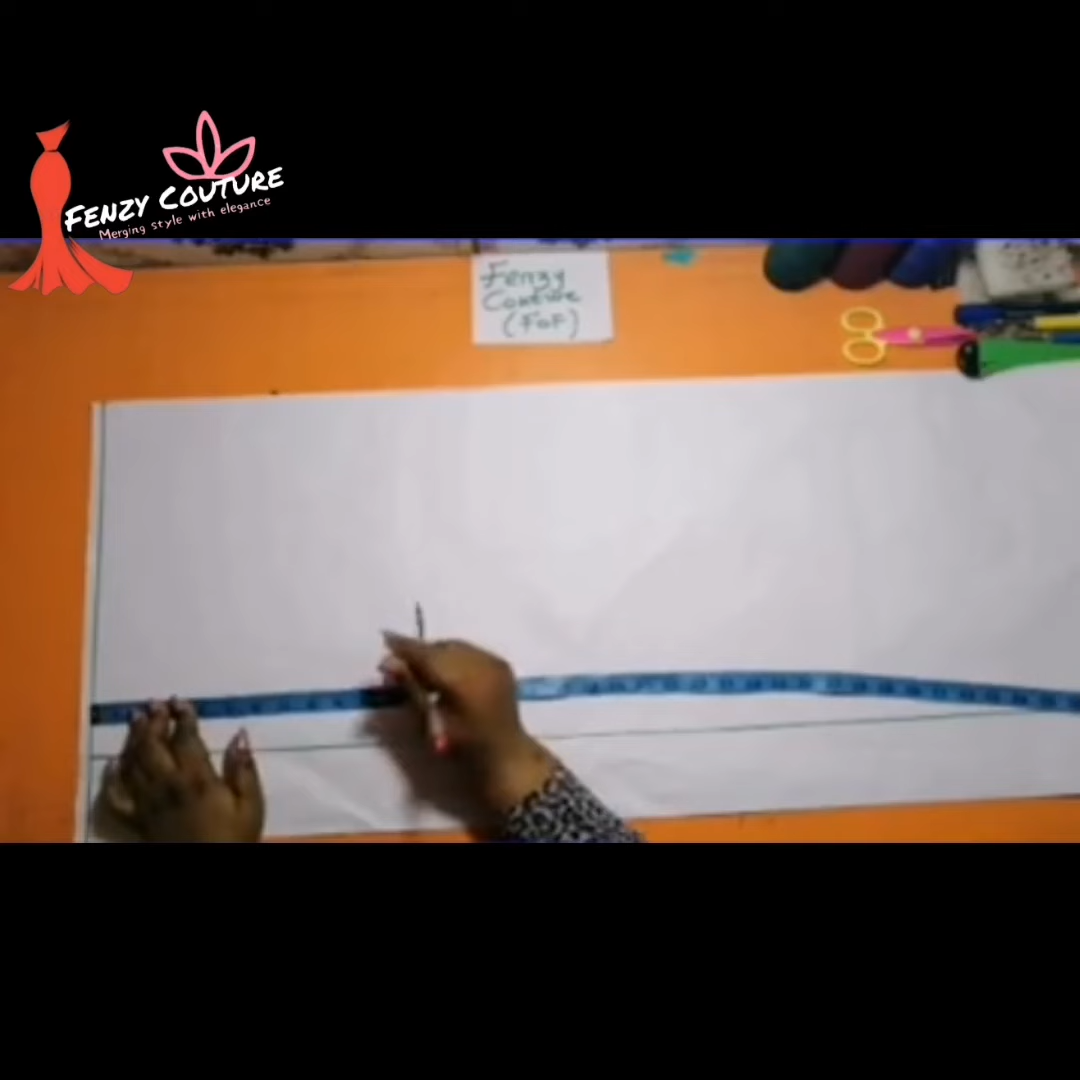 FENZY COUTURE
Merging style with elegance
Fenzy
Couture
(FOF)